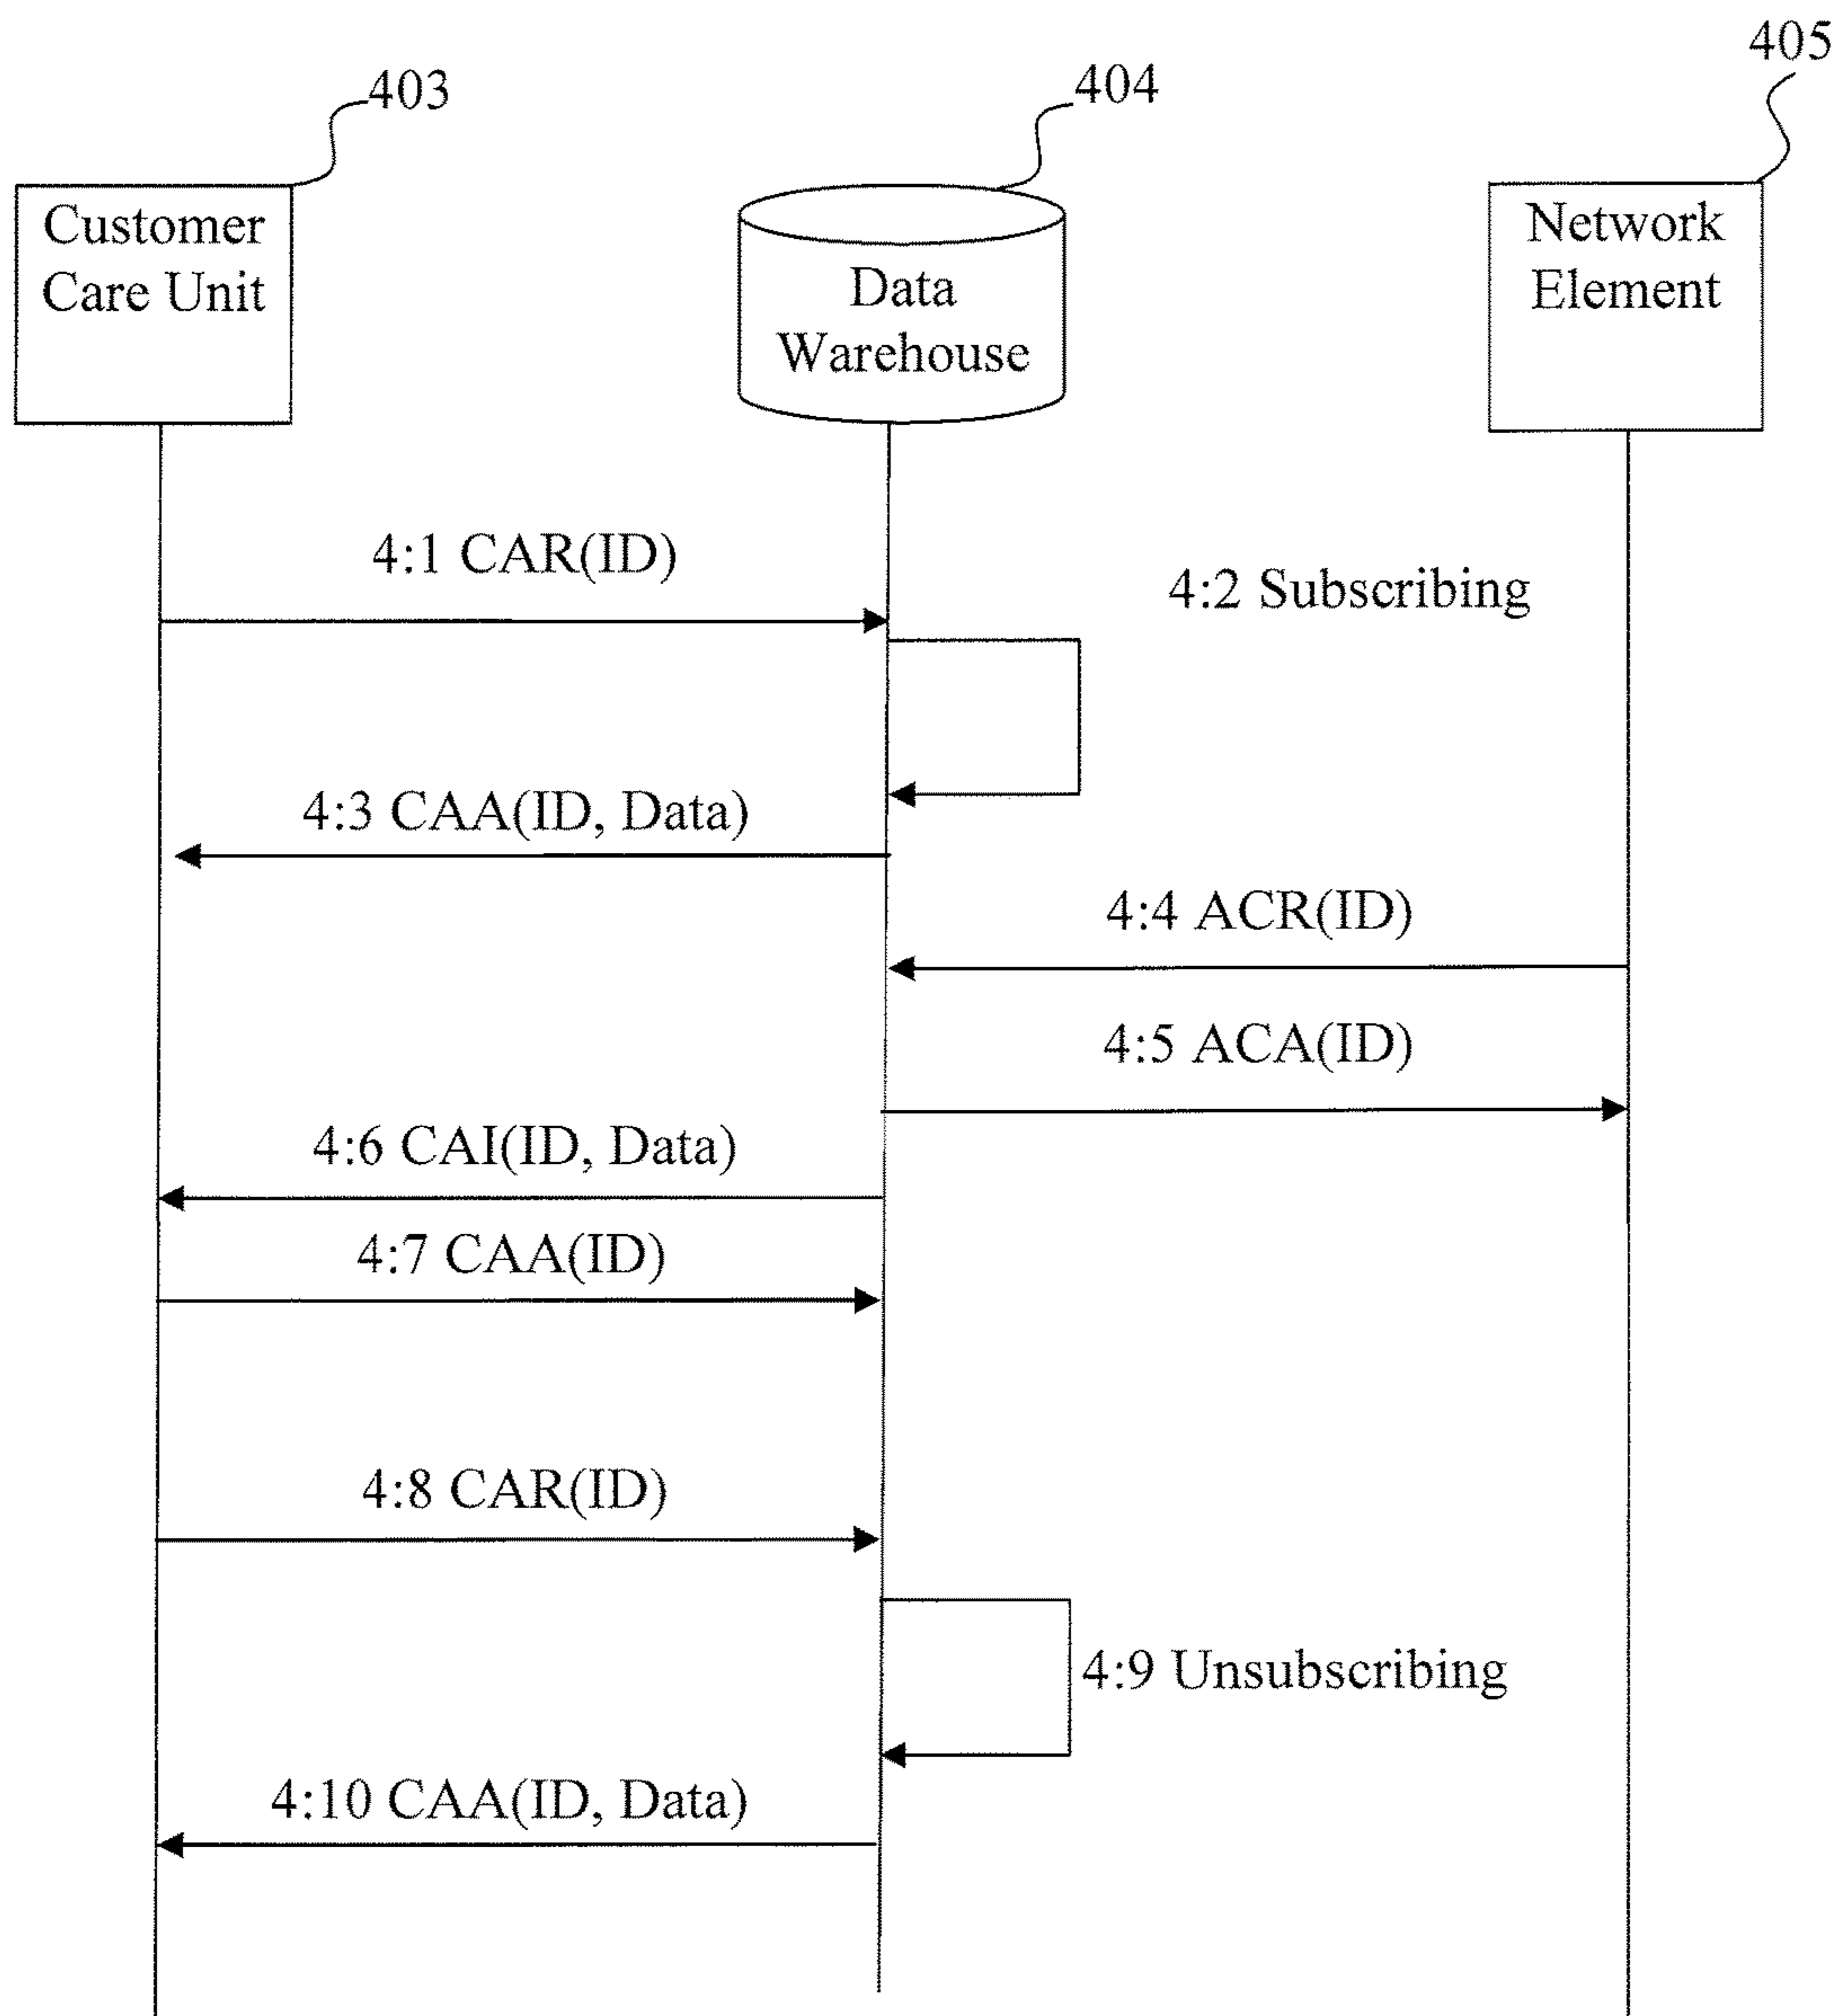 405
403
404
Customer
Care Unit
Data
Warehouse
Network
Element
4:1 CAR(ID)
4:2 Subscribing
4:3 CAA(ID, Data)
4:4 ACR(ID)
4:5 ACA(ID)
4:6 CAI(ID, Data)
4:7 CAA(ID)
4:8 CAR(ID)
4:9 Unsubscribing
4:10 CAA(ID, Data)